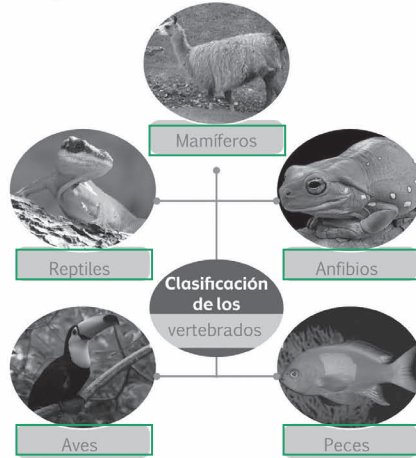 Mamíferos
Reptiles
Anfibios
Clasificación
de los
vertebrados
Aves
Peces